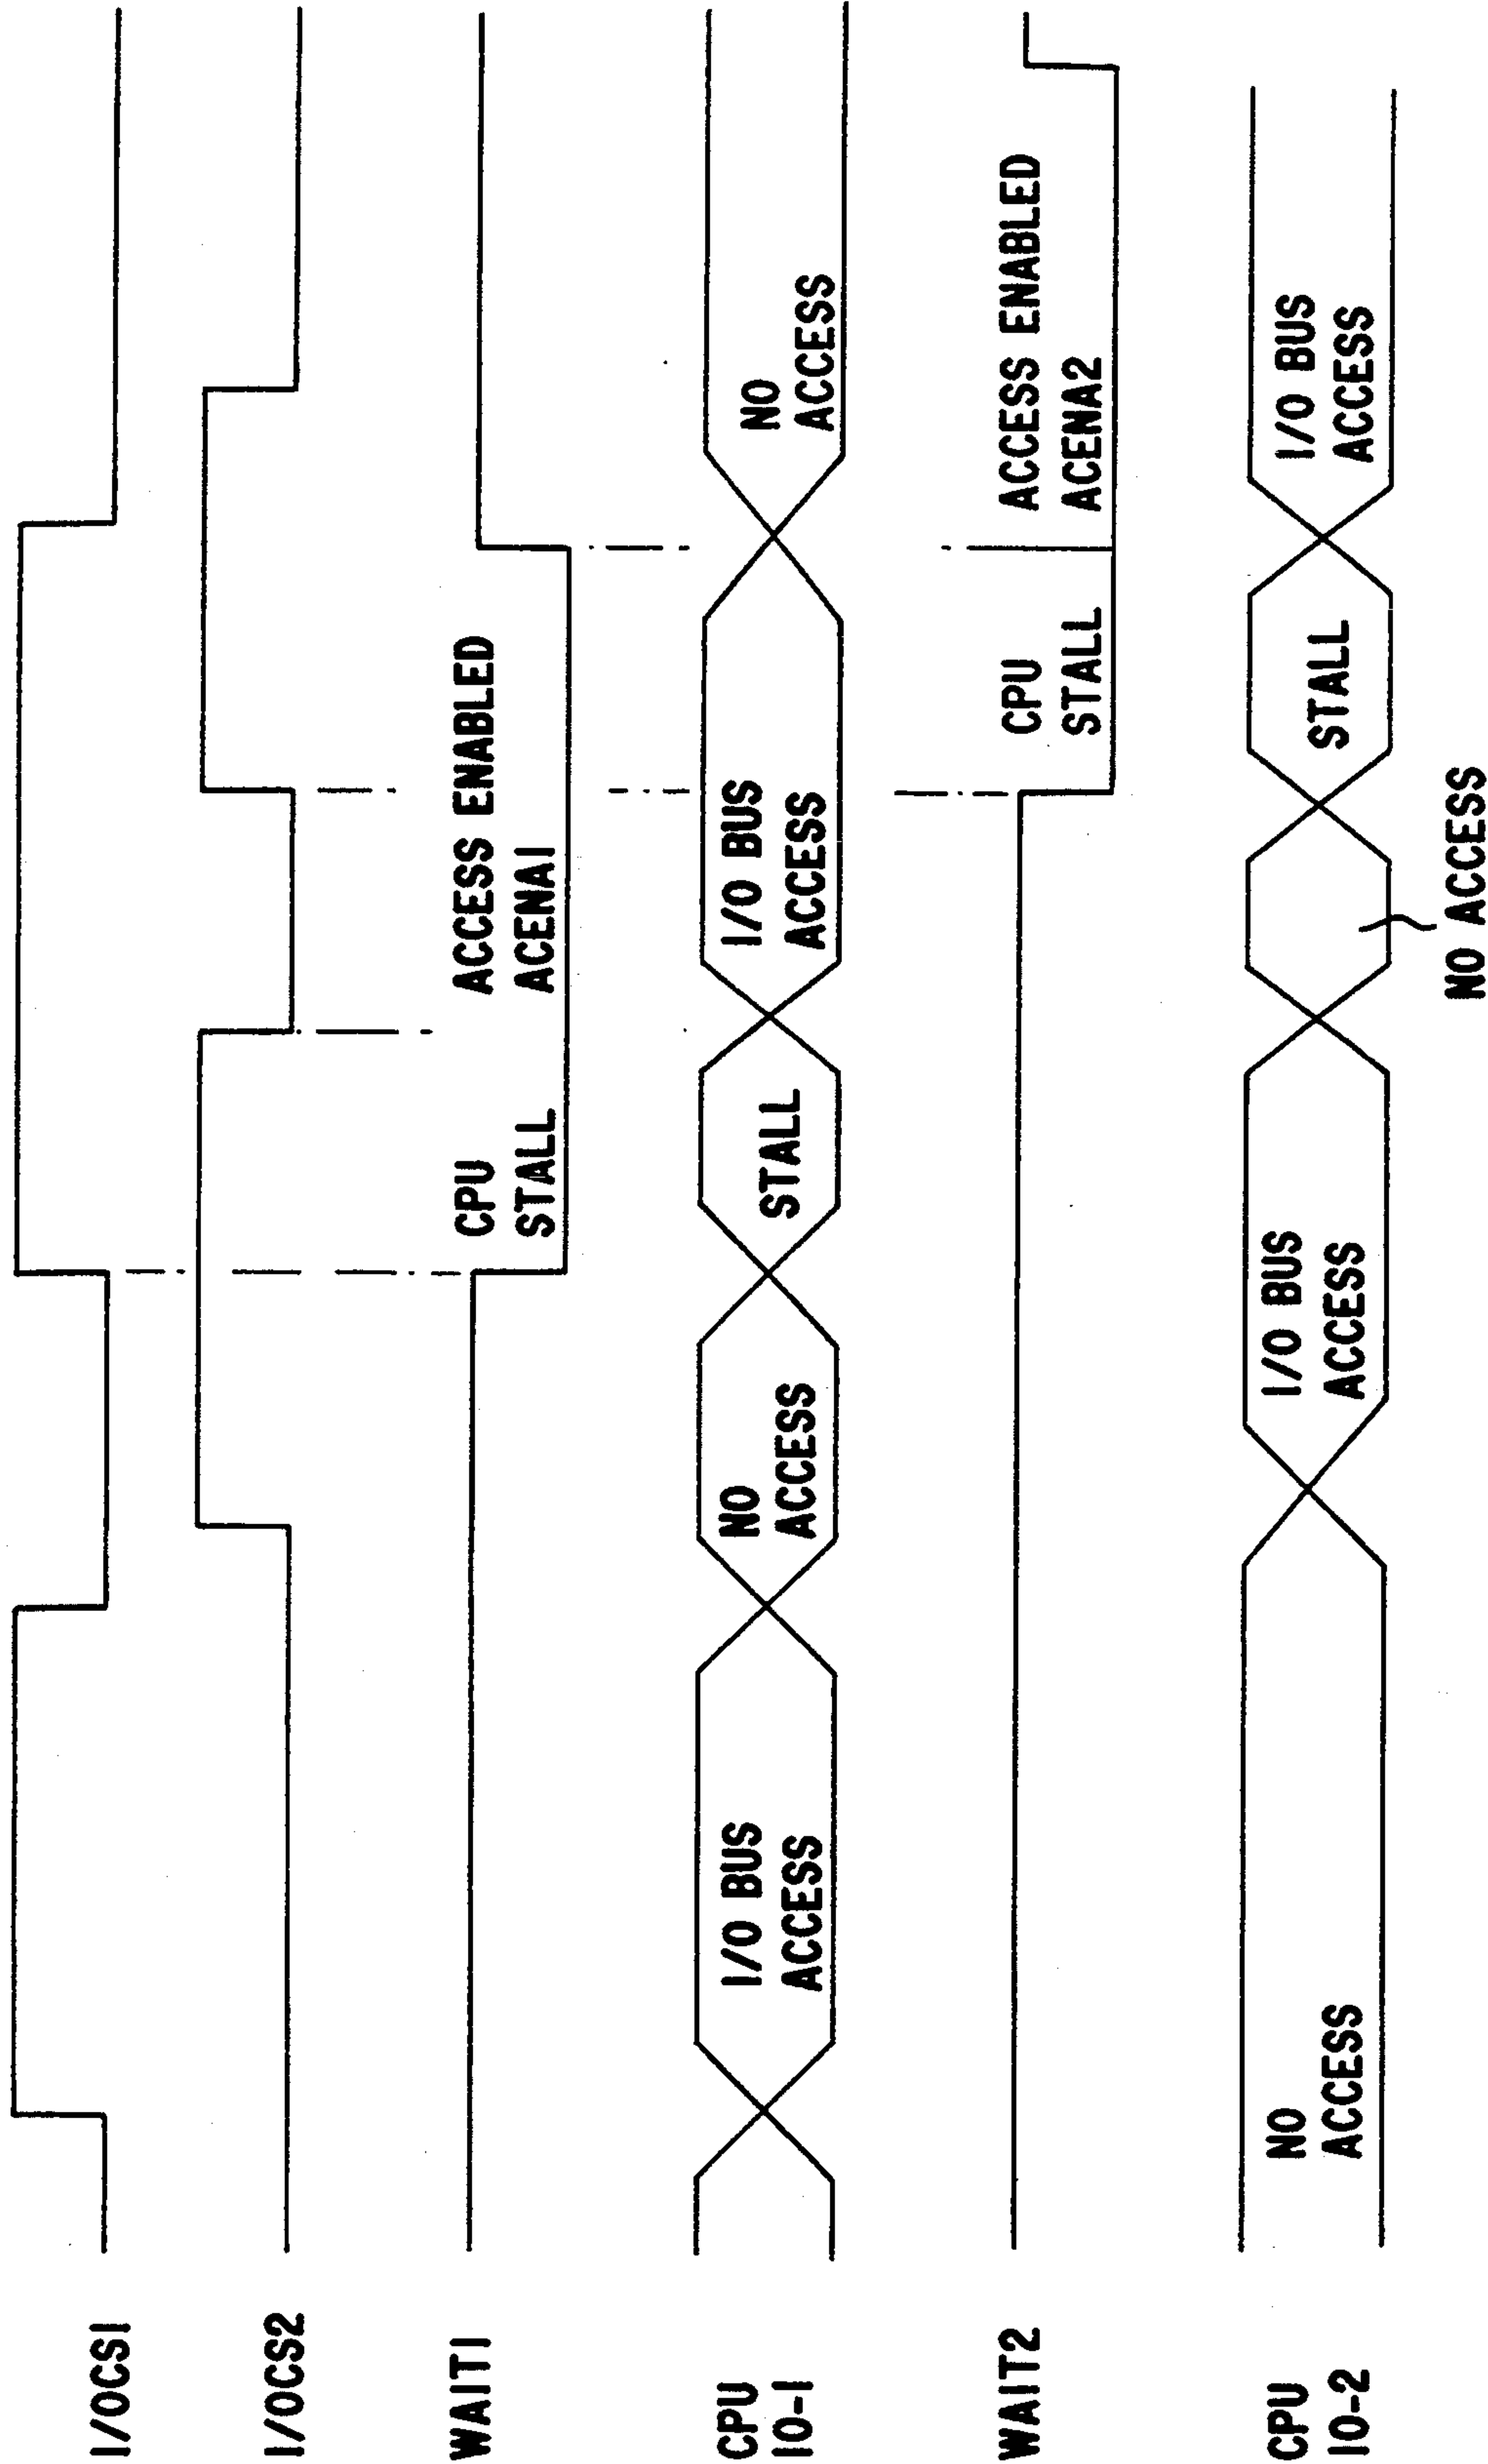 I/OCS1
I/OCS2
WAIT1
CPU
STALL
ACCESS ENABLED
ACENA1
CPU
10-1
I/O BUS
ACCESS
NO
ACCESS
STALL
I/O BUS
ACCESS
NO
ACCESS
WAIT2
CPU
STALL
ACCESS ENABLED
ACENA2
CPU
10-2
NO
ACCESS
I/O BUS
ACCESS
NO ACCESS
STALL
I/O BUS
ACCESS